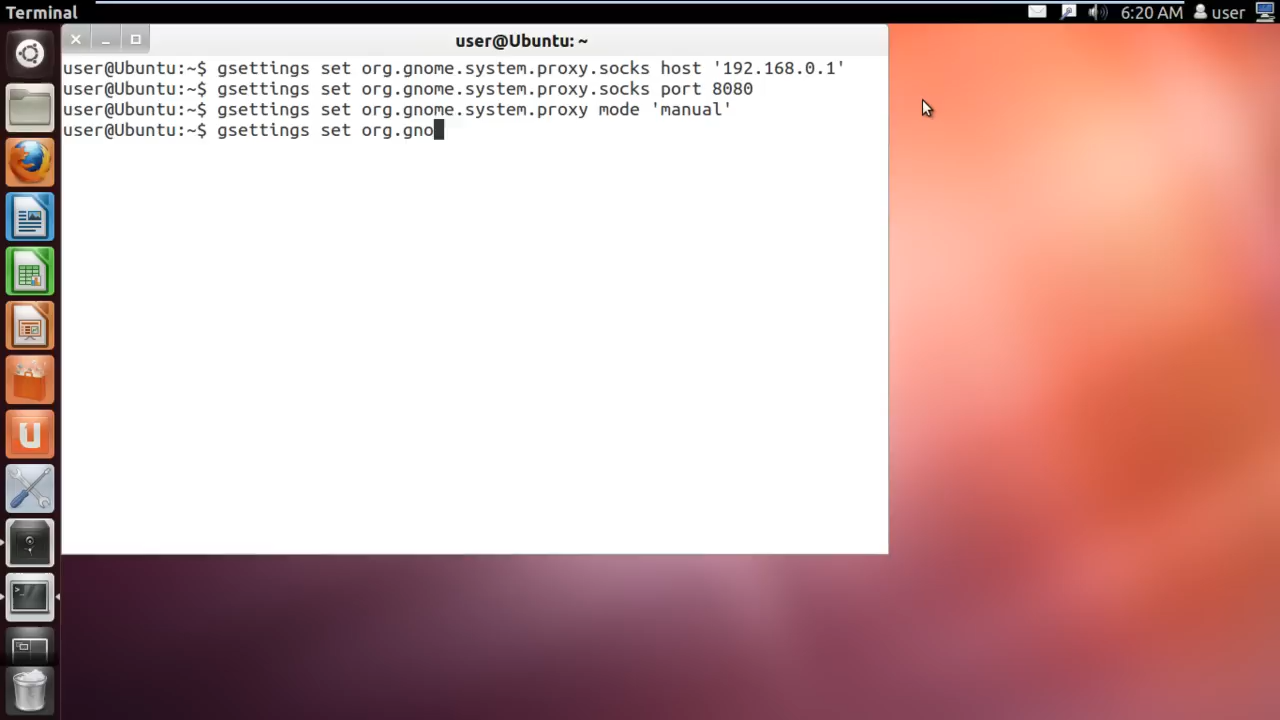 Terminal
6:20 AM user
user@Ubuntu: ~
user@Ubuntu:~$ gsettings set org.gnome.system.proxy.socks host '192.168.0.1'
user@Ubuntu:~$ gsettings set org.gnome.system.proxy.socks port 8080
user@Ubuntu:~$ gsettings set org.gnome.system.proxy mode 'manual'
user@Ubuntu:~$ gsettings set org.gno